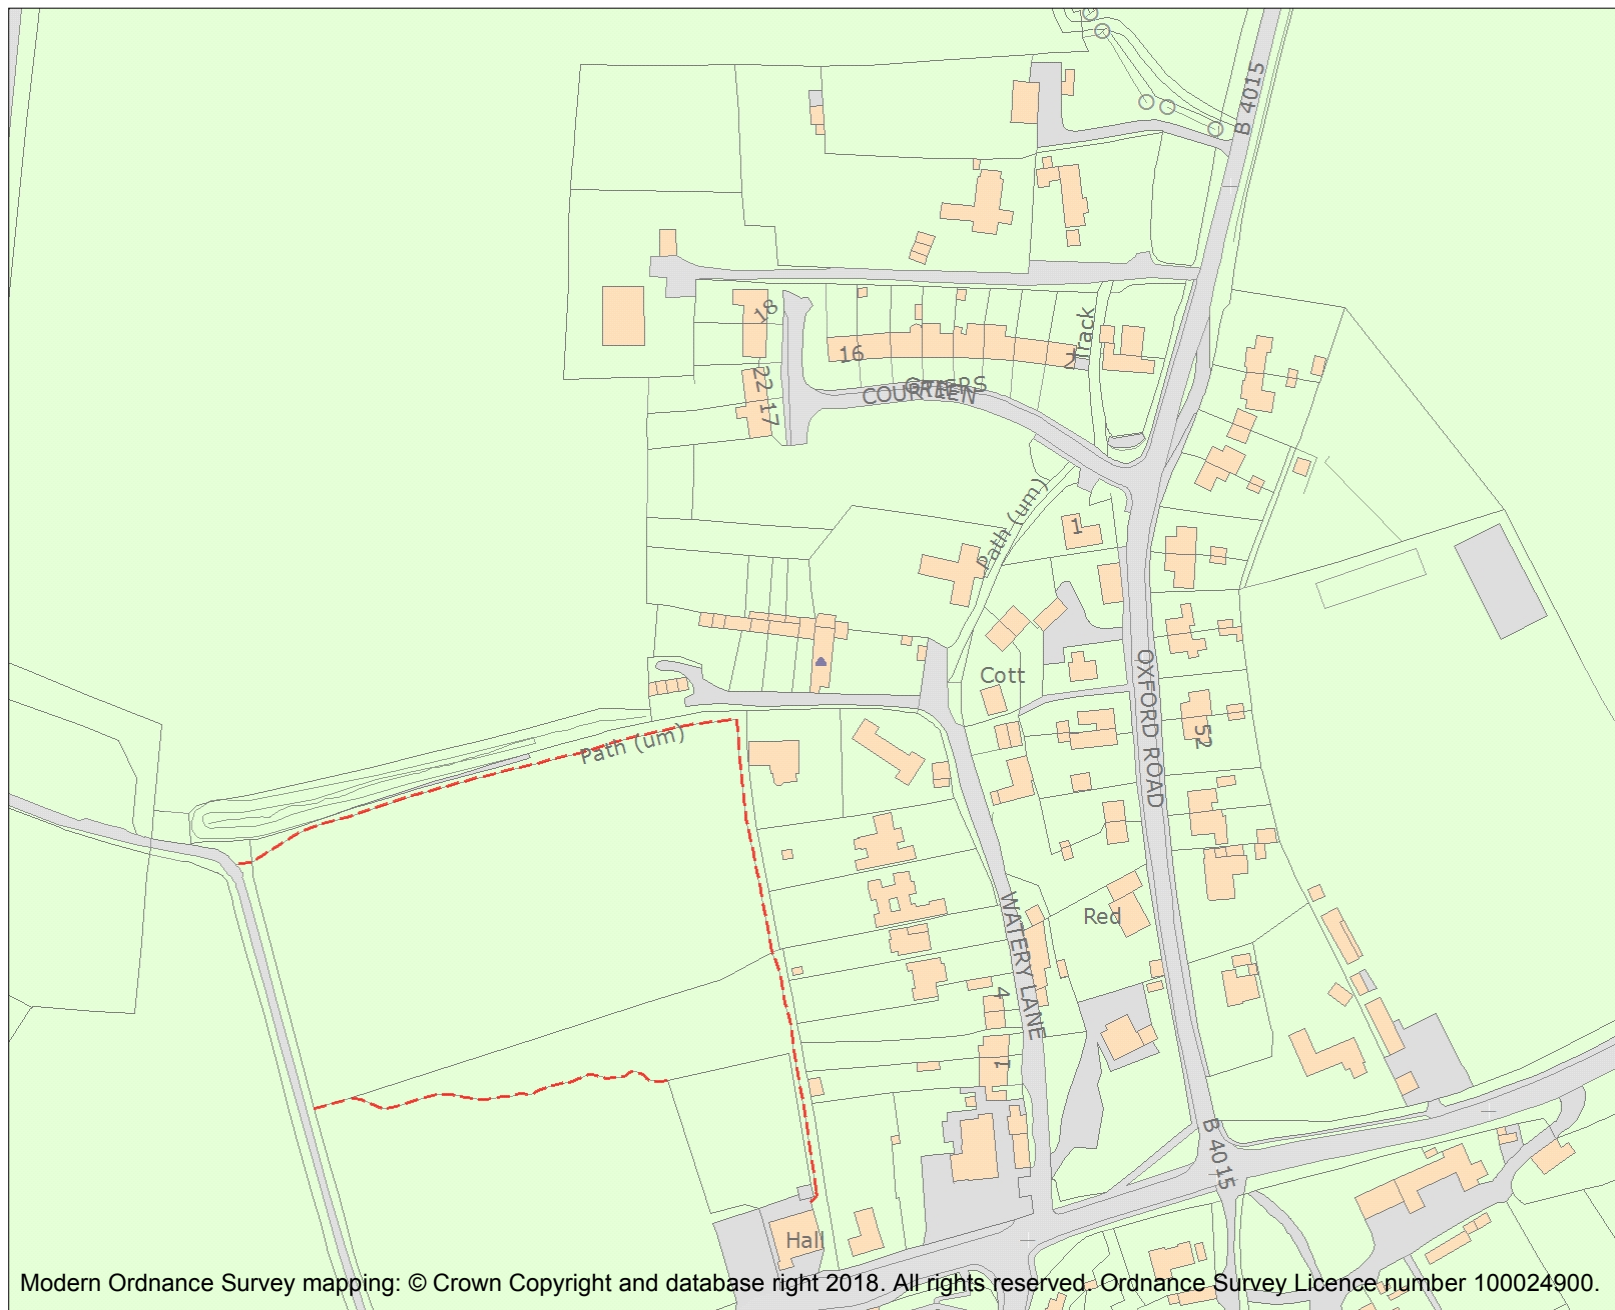 B 4015
18
Track
16
2
22
17
COURTIERS
GREEN
Path (um)
1
Cott
OXFORD ROAD
52
Path (um)
Red
WATERY LANE
4
1
B 4015
Hall
Modern Ordnance Survey mapping: © Crown Copyright and database right 2018. All rights reserved. Ordnance Survey Licence number 100024900.